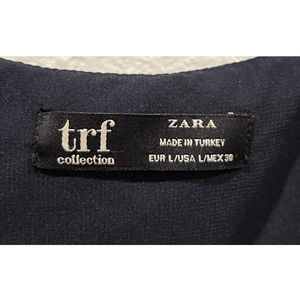 trf
collection
ZARA
MADE IN TURKEY
EUR L/USA L/MEX 30